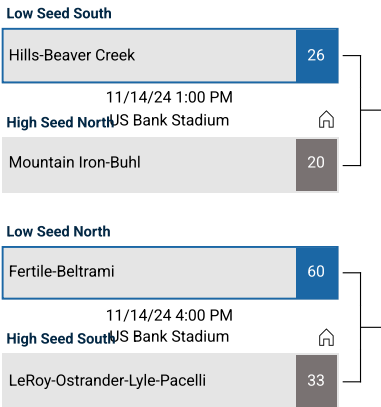 Low Seed South
Hills-Beaver Creek 26
11/14/24 1:00 PM
High Seed North US Bank Stadium
Mountain Iron-Buhl 20
Low Seed North
Fertile-Beltrami 60
11/14/24 4:00 PM
High Seed South US Bank Stadium
LeRoy-Ostrander-Lyle-Pacelli 33